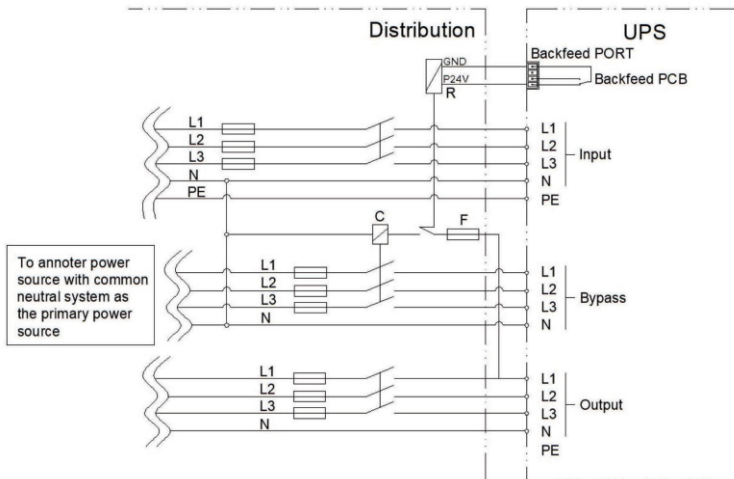 Distribution
UPS
Backfeed PORT
GND
P24V
R
Backfeed PCB
L1
L2
L3
N
PE
L1
L2
L3
N
PE
Input
C
F
To annoter power
source with common
neutral system as
the primary power
source
L1
L2
L3
N
L1
L2
L3
N
Bypass
L1
L2
L3
N
L1
L2
L3
N
PE
Output